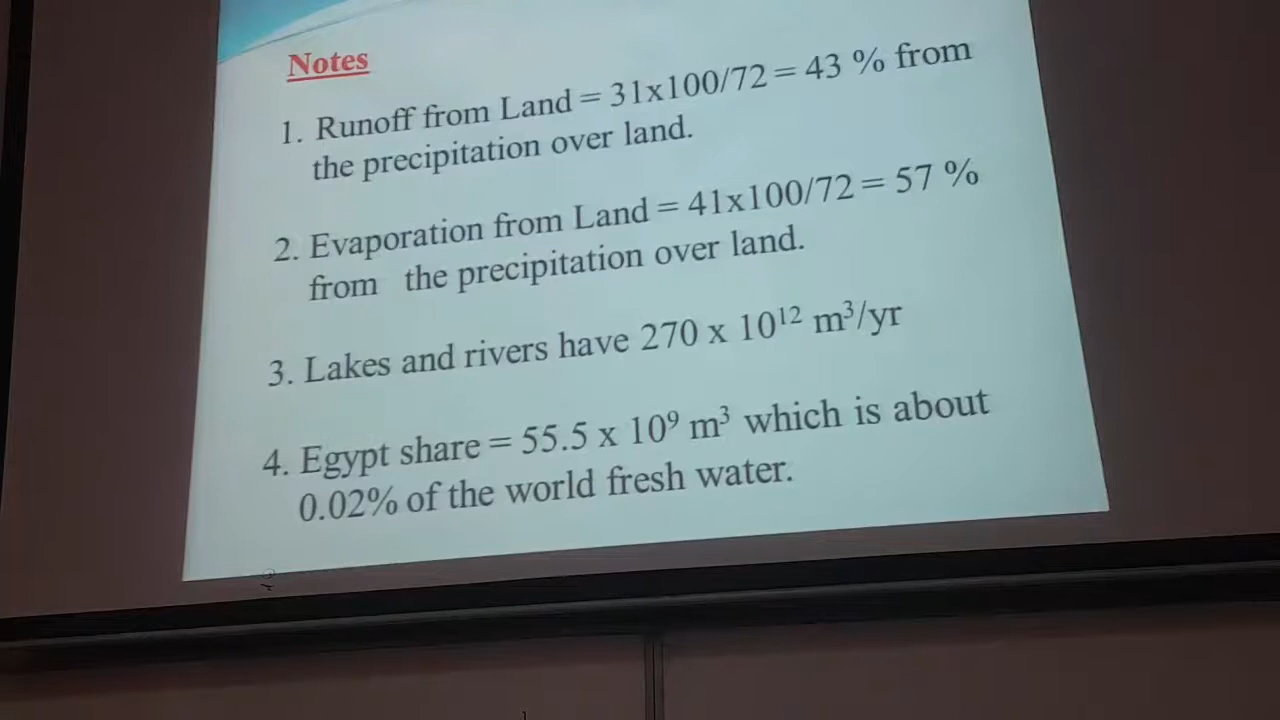 Notes
1. Runoff from Land = 31x100/72 = 43 % from
the precipitation over land.
2. Evaporation from Land = 41x100/72 = 57 %
from the precipitation over land.
3. Lakes and rivers have 270 x 10¹² m³/yr
4. Egypt share = 55.5 x 10⁹ m³ which is about
0.02% of the world fresh water.